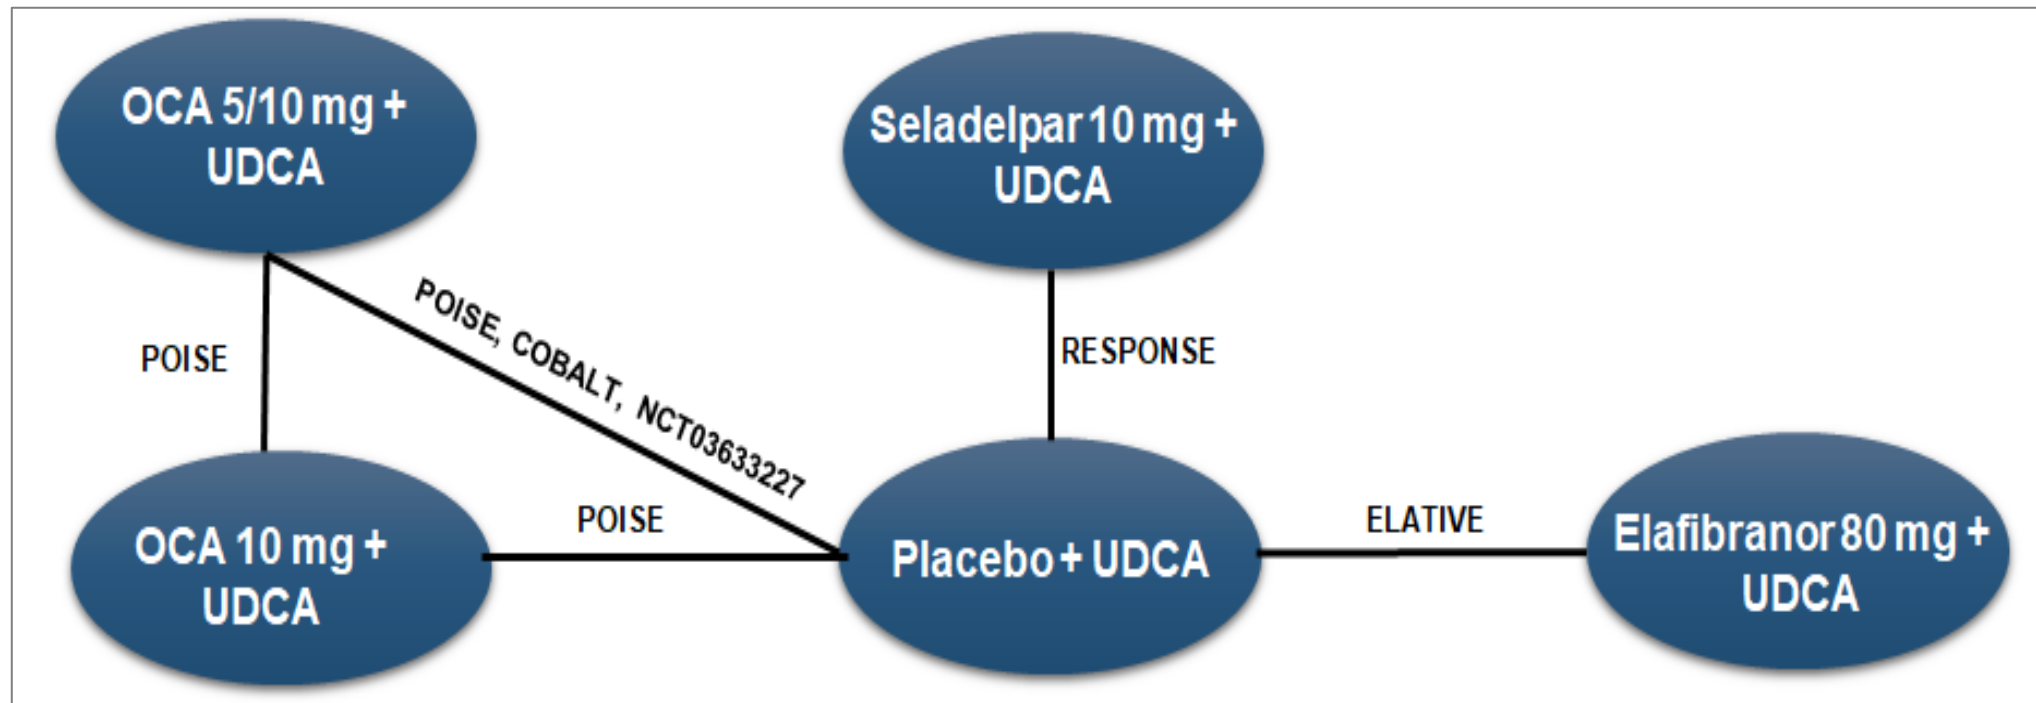 OCA 5/10 mg +
UDCA
Seladelpar 10 mg +
UDCA
POISE
POISE, COBALT, NCT03633227
RESPONSE
OCA 10 mg +
UDCA
POISE
Placebo + UDCA
ELATIVE
Elafibranor 80 mg +
UDCA